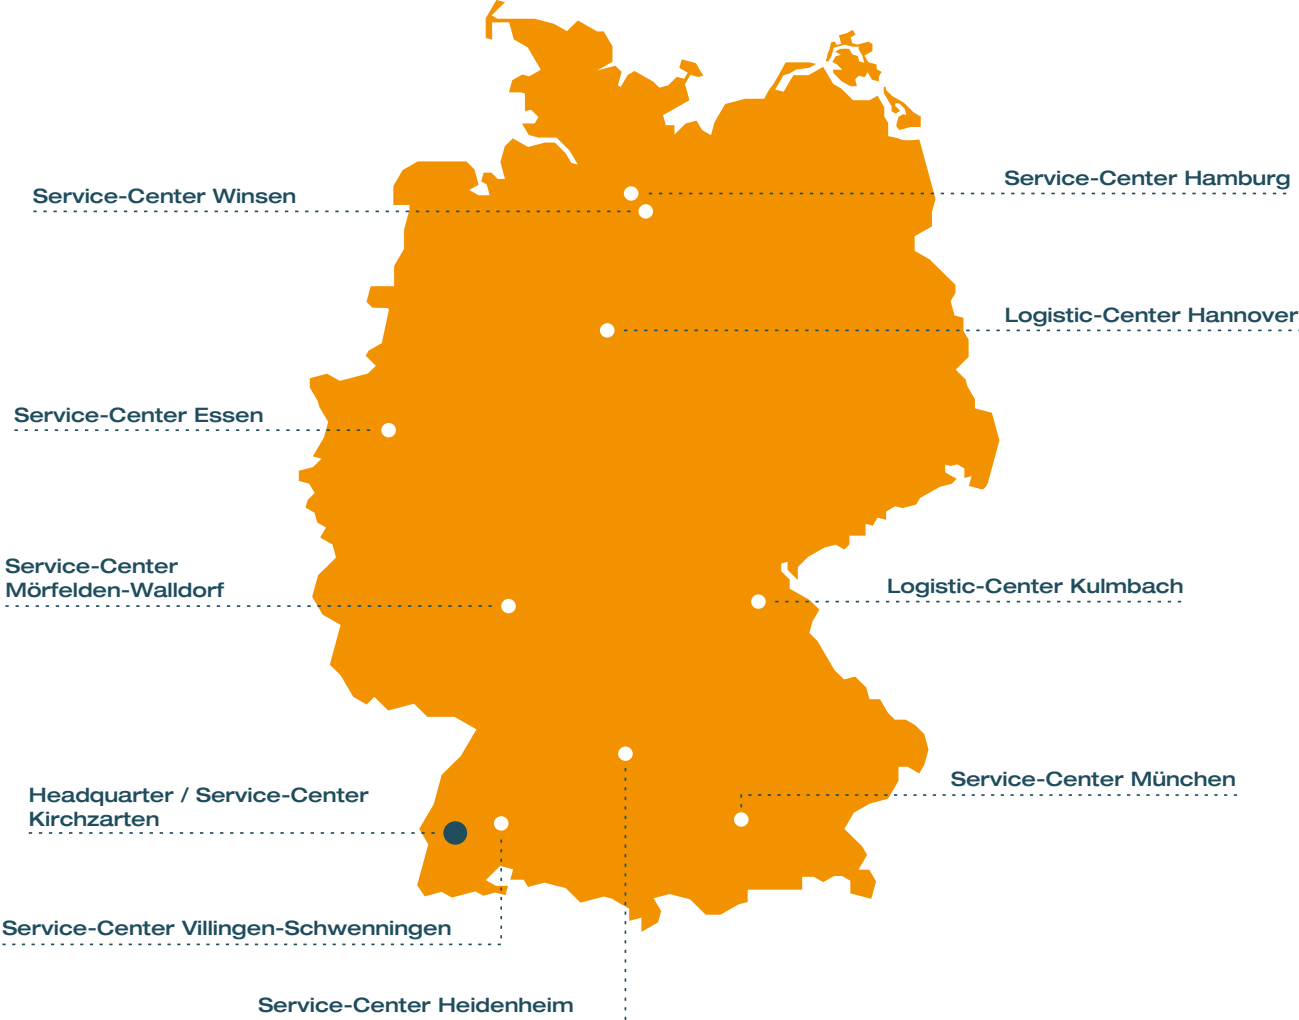 Service-Center Hamburg
Service-Center Winsen
Logistic-Center Hannover
Service-Center Essen
Service-Center
Mörfelden-Walldorf
Logistic-Center Kulmbach
Service-Center München
Headquarter / Service-Center
Kirchzarten
Service-Center Villingen-Schwenningen
Service-Center Heidenheim